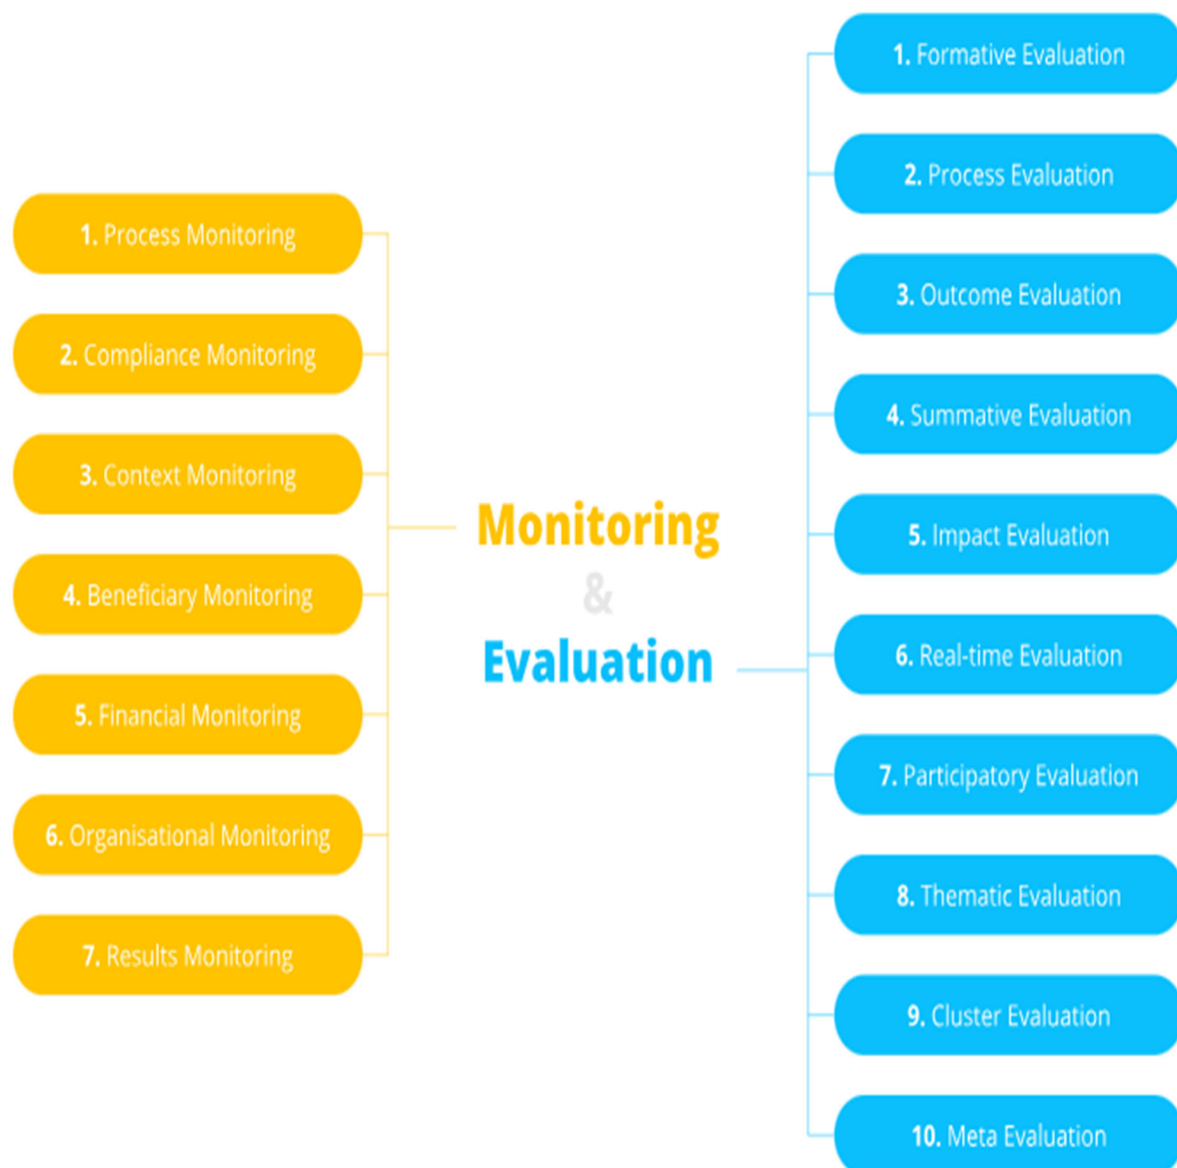 1. Process Monitoring
2. Compliance Monitoring
3. Context Monitoring
4. Beneficiary Monitoring
5. Financial Monitoring
6. Organisational Monitoring
7. Results Monitoring
Monitoring
&
Evaluation
1. Formative Evaluation
2. Process Evaluation
3. Outcome Evaluation
4. Summative Evaluation
5. Impact Evaluation
6. Real-time Evaluation
7. Participatory Evaluation
8. Thematic Evaluation
9. Cluster Evaluation
10. Meta Evaluation